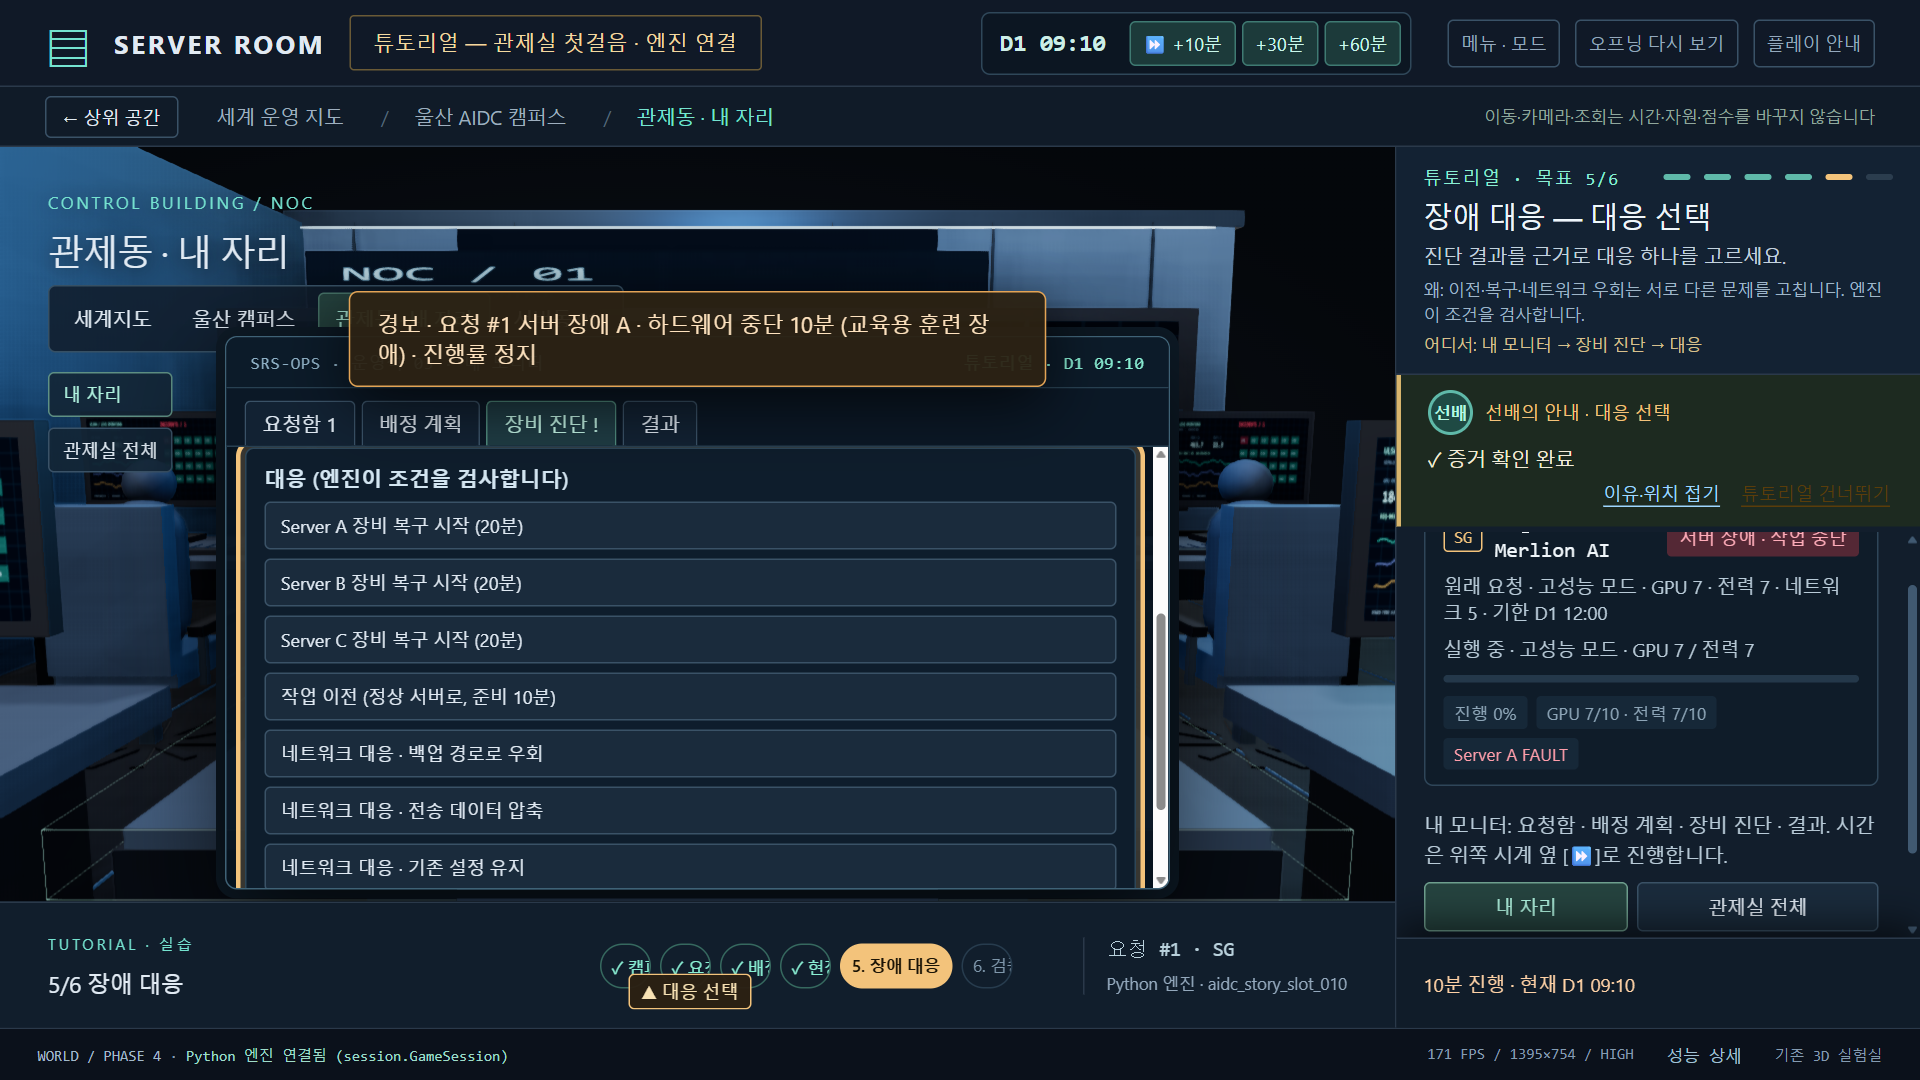 SERVER ROOM
튜토리얼 — 관제실 첫걸음 · 엔진 연결
D1 09:10
⏩ +10분
+30분
+60분
메뉴 · 모드
오프닝 다시 보기
플레이 안내
← 상위 공간
세계 운영 지도 / 울산 AIDC 캠퍼스 / 관제동 · 내 자리
이동·카메라·조회는 시간·자원·점수를 바꾸지 않습니다
CONTROL BUILDING / NOC
관제동 · 내 자리
NOC / 01
세계지도
울산 캠퍼스
내 자리
관제실 전체
경보 · 요청 #1 서버 장애 A · 하드웨어 중단 10분 (교육용 훈련 장
애) · 진행률 정지
SRS-OPS ·
튜토리얼 · D1 09:10
요청함 1
배정 계획
장비 진단 !
결과
대응 (엔진이 조건을 검사합니다)
Server A 장비 복구 시작 (20분)
Server B 장비 복구 시작 (20분)
Server C 장비 복구 시작 (20분)
작업 이전 (정상 서버로, 준비 10분)
네트워크 대응 · 백업 경로로 우회
네트워크 대응 · 전송 데이터 압축
네트워크 대응 · 기존 설정 유지
튜토리얼 · 목표 5/6
장애 대응 — 대응 선택
진단 결과를 근거로 대응 하나를 고르세요.
왜: 이전·복구·네트워크 우회는 서로 다른 문제를 고칩니다. 엔진
이 조건을 검사합니다.
어디서: 내 모니터 → 장비 진단 → 대응
선배
선배의 안내 · 대응 선택
✓ 증거 확인 완료
이유·위치 접기
튜토리얼 건너뛰기
SG
Merlion AI
서버 장애 · 작업 중단
원래 요청 · 고성능 모드 · GPU 7 · 전력 7 · 네트워
크 5 · 기한 D1 12:00
실행 중 · 고성능 모드 · GPU 7 / 전력 7
진행 0%
GPU 7/10 · 전력 7/10
Server A FAULT
내 모니터: 요청함 · 배정 계획 · 장비 진단 · 결과. 시간
은 위쪽 시계 옆 [⏩]로 진행합니다.
내 자리
관제실 전체
10분 진행 · 현재 D1 09:10
TUTORIAL · 실습
5/6 장애 대응
✓ 캠
✓ 요
✓ 배
✓ 현
5. 장애 대응
6. 검
▲ 대응 선택
요청 #1 · SG
Python 엔진 · aidc_story_slot_010
WORLD / PHASE 4 · Python 엔진 연결됨 (session.GameSession)
171 FPS / 1395×754 / HIGH
성능 상세
기존 3D 실험실